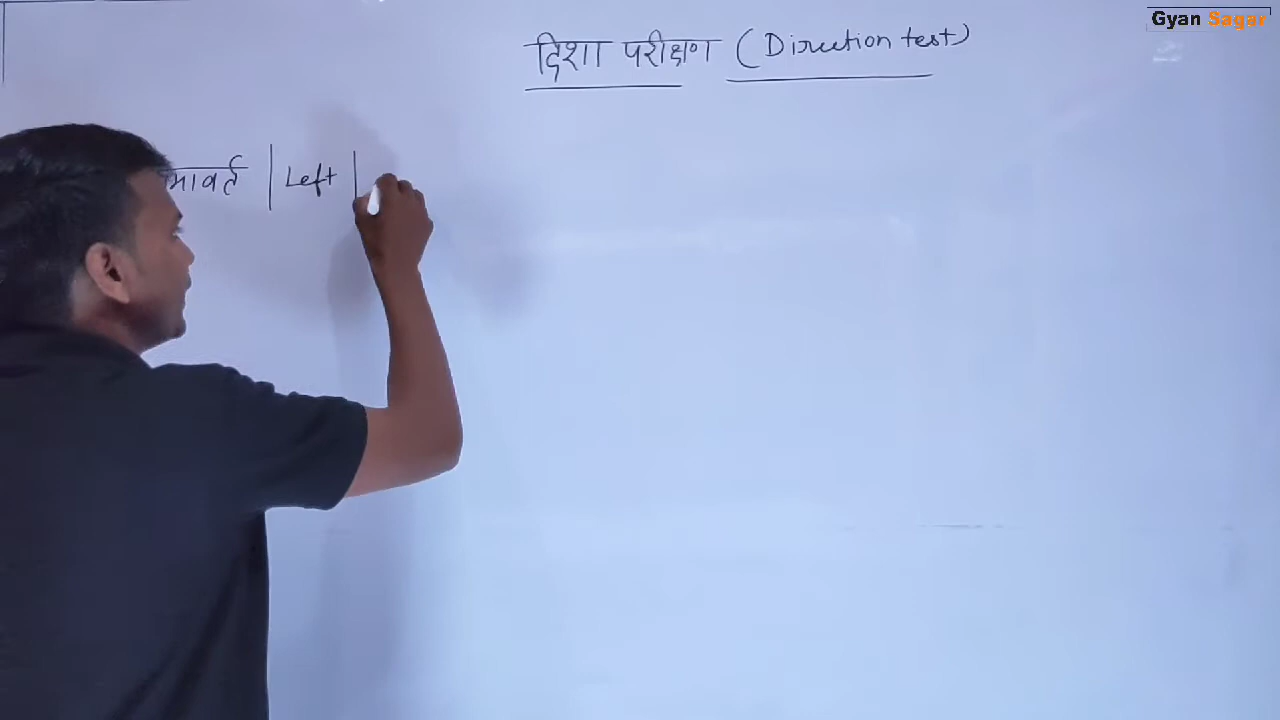 Gyan Sagar
दिशा परीक्षण (Direction test)
| Left |